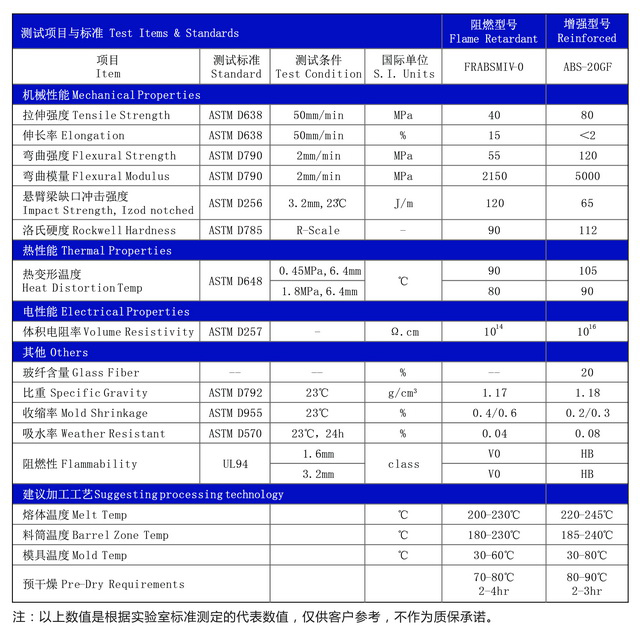 测试项目与标准 Test Items & Standards 阻燃型号 Flame Retardant 增强型号 Reinforced
项目 Item 测试标准 Standard 测试条件 Test Condition 国际单位 S.I. Units FRABSMIV-0 ABS-20GF
机械性能 Mechanical Properties
拉伸强度 Tensile Strength ASTM D638 50mm/min MPa 40 80
伸长率 Elongation ASTM D638 50mm/min % 15 <2
弯曲强度 Flexural Strength ASTM D790 2mm/min MPa 55 120
弯曲模量 Flexural Modulus ASTM D790 2mm/min MPa 2150 5000
悬臂梁缺口冲击强度
Impact Strength, Izod notched ASTM D256 3.2mm,23℃ J/m 120 65
洛氏硬度 Rockwell Hardness ASTM D785 R-Scale - 90 112
热性能 Thermal Properties
热变形温度
Heat Distortion Temp ASTM D648 0.45MPa,6.4mm ℃ 90 105
1.8MPa,6.4mm 80 90
电性能 Electrical Properties
体积电阻率 Volume Resistivity ASTM D257 - Ω.cm 10¹⁴ 10¹⁶
其他 Others
玻纤含量 Glass Fiber — — % — 20
比重 Specific Gravity ASTM D792 23℃ g/cm³ 1.17 1.18
收缩率 Mold Shrinkage ASTM D955 23℃ % 0.4/0.6 0.2/0.3
吸水率 Weather Resistant ASTM D570 23℃, 24h % 0.04 0.08
阻燃性 Flammability UL94 1.6mm class V0 HB
3.2mm V0 HB
建议加工工艺Suggesting processing technology
熔体温度 Melt Temp ℃ 200-230℃ 220-245℃
料筒温度 Barrel Zone Temp ℃ 180-230℃ 185-240℃
模具温度 Mold Temp ℃ 30-60℃ 30-80℃
预干燥 Pre-Dry Requirements 70-80℃ 2-4hr 80-90℃ 2-3hr
注：以上数值是根据实验室标准测定的代表数值，仅供客户参考，不作为质保承诺。